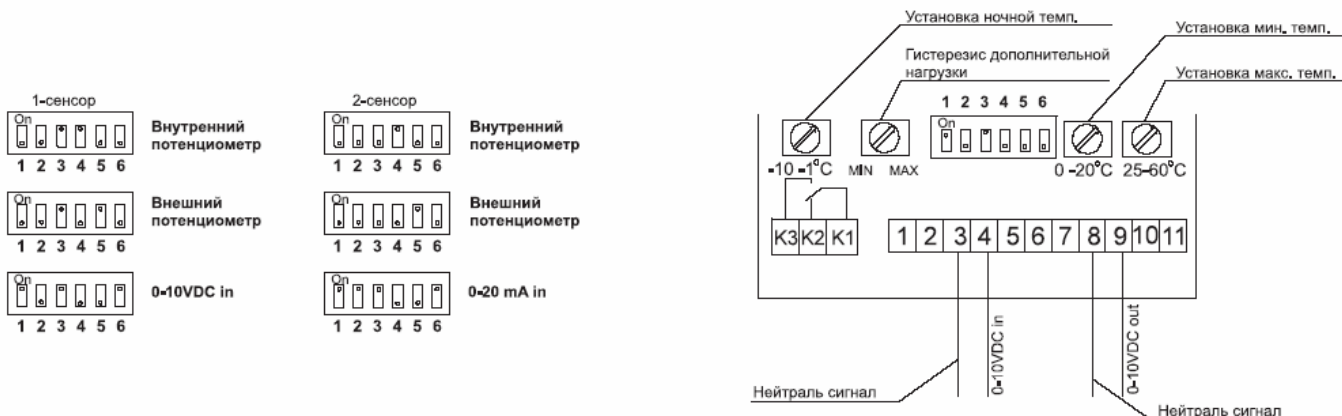 1-сенсор
On
1 2 3 4 5 6
Внутренний
потенциометр
On
1 2 3 4 5 6
Внешний
потенциометр
On
1 2 3 4 5 6
0-10VDC in
2-сенсор
On
1 2 3 4 5 6
Внутренний
потенциометр
On
1 2 3 4 5 6
Внешний
потенциометр
On
1 2 3 4 5 6
0-20 mA in
Установка ночной темп.
Установка мин. темп.
Гистерезис дополнительной
нагрузки
Установка макс. темп.
1 2 3 4 5 6
On
-10 -1°C MIN MAX 0 -20°C 25-60°C
K3 K2 K1 1 2 3 4 5 6 7 8 9 10 11
0-10VDC in
0-10VDC out
Нейтраль сигнал
Нейтраль сигнал